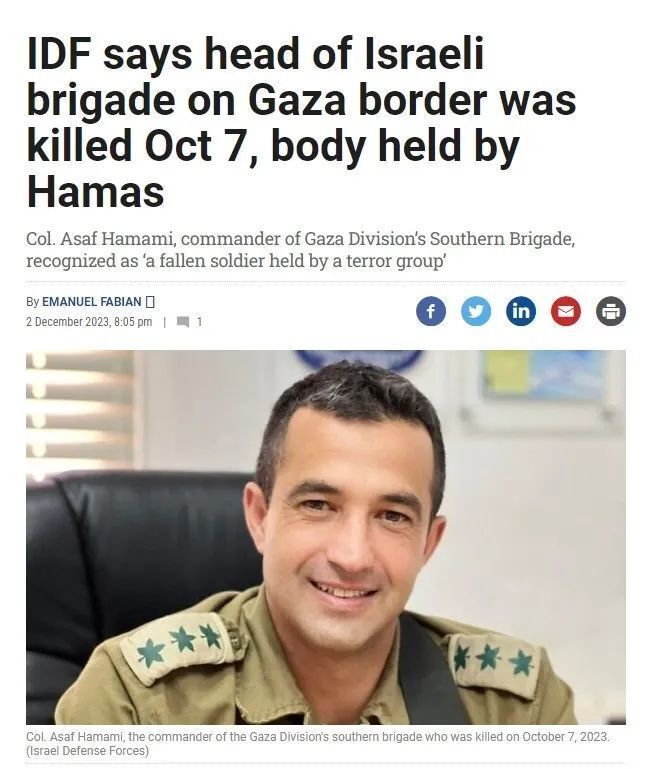 IDF says head of Israeli
brigade on Gaza border was
killed Oct 7, body held by
Hamas
Col. Asaf Hamami, commander of Gaza Division's Southern Brigade,
recognized as ‘a fallen soldier held by a terror group’
By EMANUEL FABIAN
2 December 2023, 8:05 pm | 1
Col. Asaf Hamami, the commander of the Gaza Division's southern brigade who was killed on October 7, 2023.
(Israel Defense Forces)